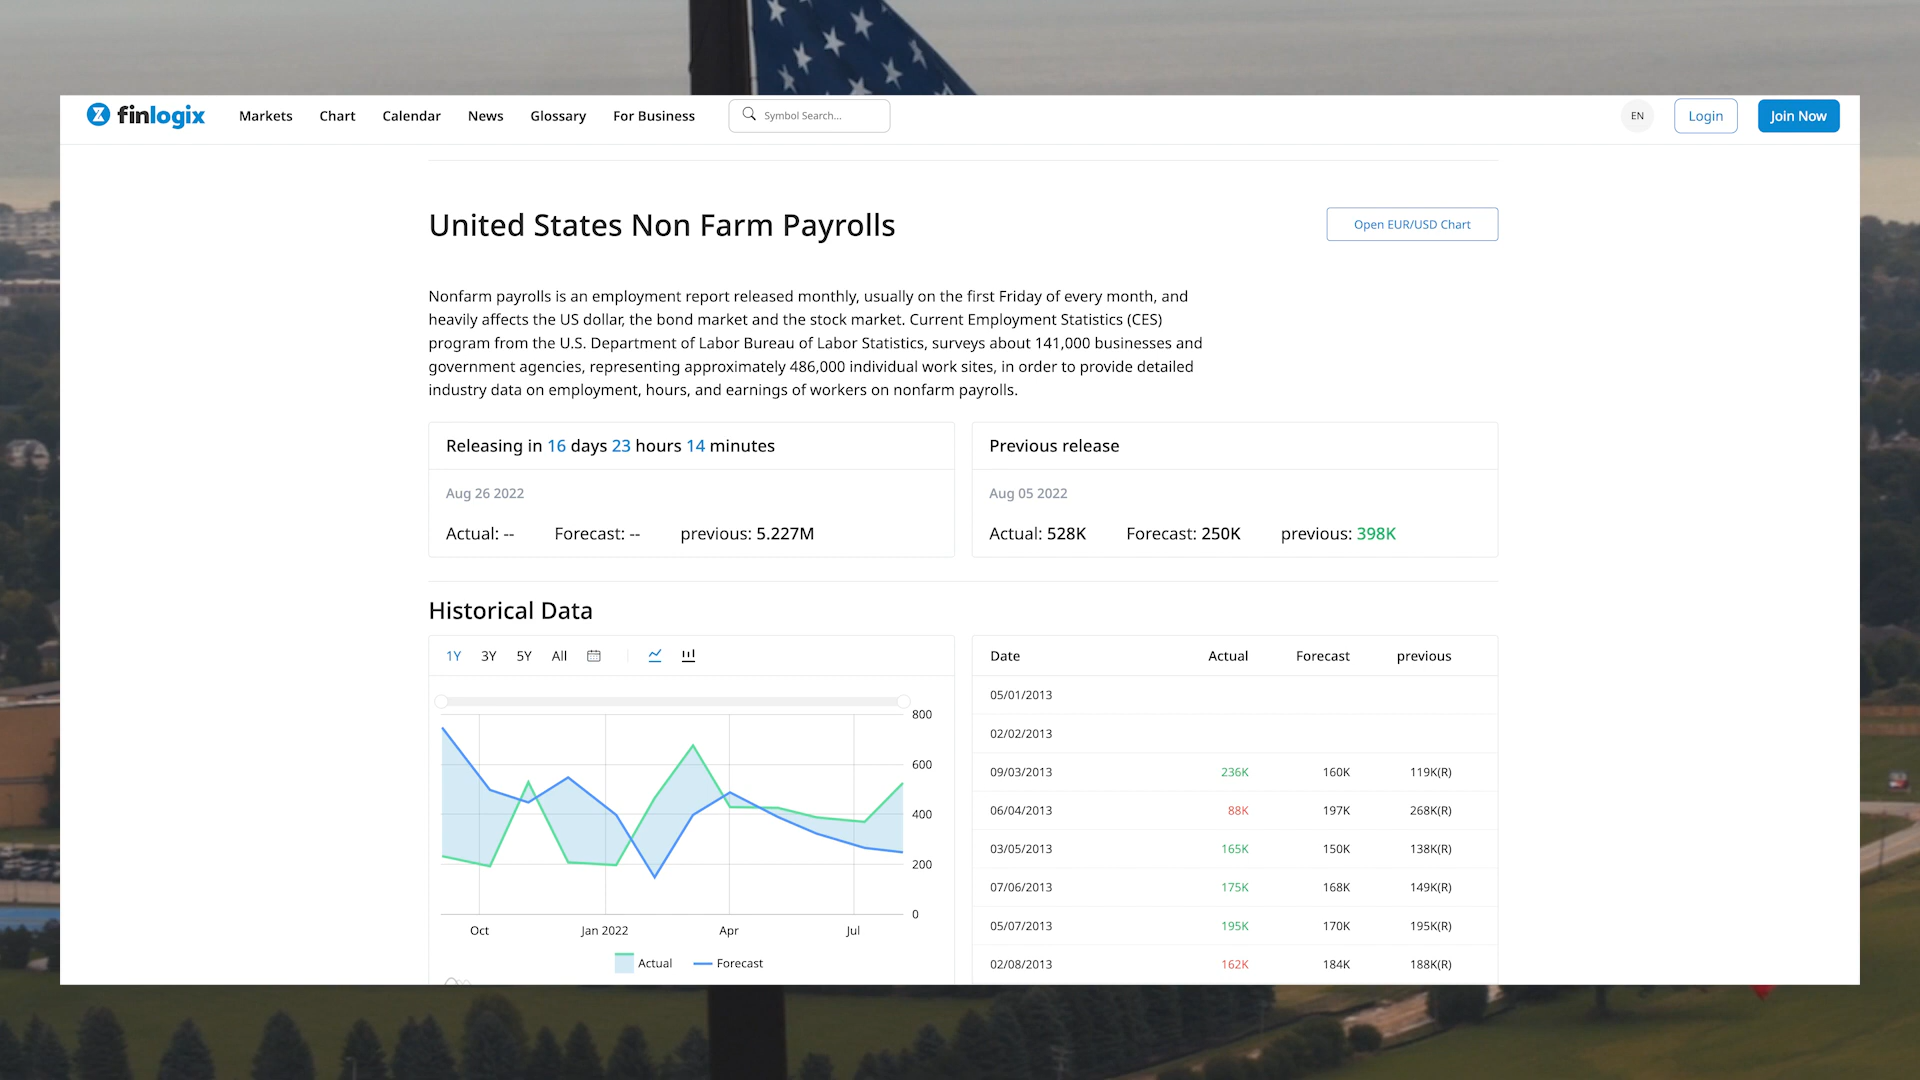 finlogix
Markets
Chart
Calendar
News
Glossary
For Business
Symbol Search...
EN
Login
Join Now
United States Non Farm Payrolls
Open EUR/USD Chart
Nonfarm payrolls is an employment report released monthly, usually on the first Friday of every month, and
heavily affects the US dollar, the bond market and the stock market. Current Employment Statistics (CES)
program from the U.S. Department of Labor Bureau of Labor Statistics, surveys about 141,000 businesses and
government agencies, representing approximately 486,000 individual work sites, in order to provide detailed
industry data on employment, hours, and earnings of workers on nonfarm payrolls.
Releasing in 16 days 23 hours 14 minutes
Aug 26 2022
Actual: -- Forecast: -- previous: 5.227M
Previous release
Aug 05 2022
Actual: 528K Forecast: 250K previous: 398K
Historical Data
1Y 3Y 5Y All
800
600
400
200
0
Oct Jan 2022 Apr Jul
Actual Forecast
Date Actual Forecast previous
05/01/2013
02/02/2013
09/03/2013 236K 160K 119K(R)
06/04/2013 88K 197K 268K(R)
03/05/2013 165K 150K 138K(R)
07/06/2013 175K 168K 149K(R)
05/07/2013 195K 170K 195K(R)
02/08/2013 162K 184K 188K(R)